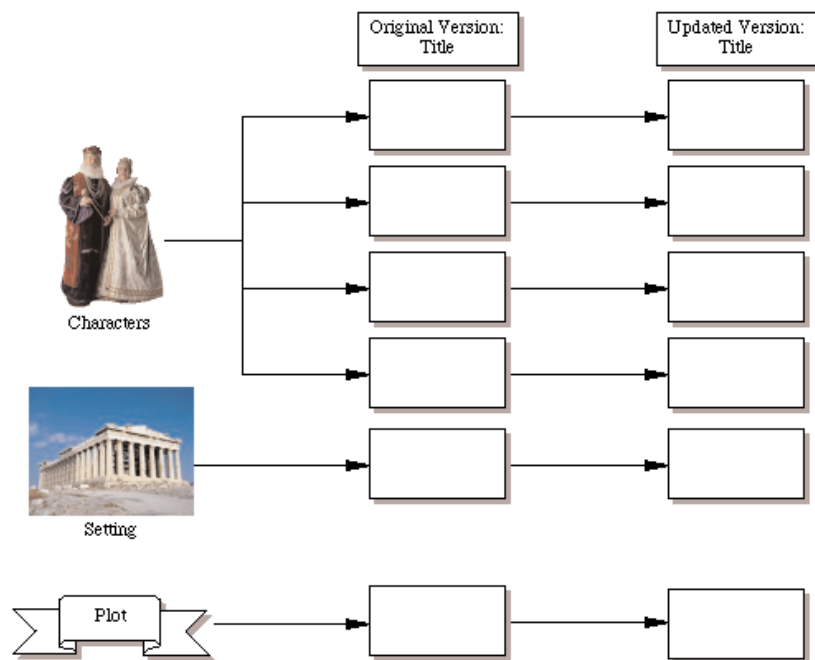 Original Version:
Title
Updated Version:
Title
Characters
Setting
Plot